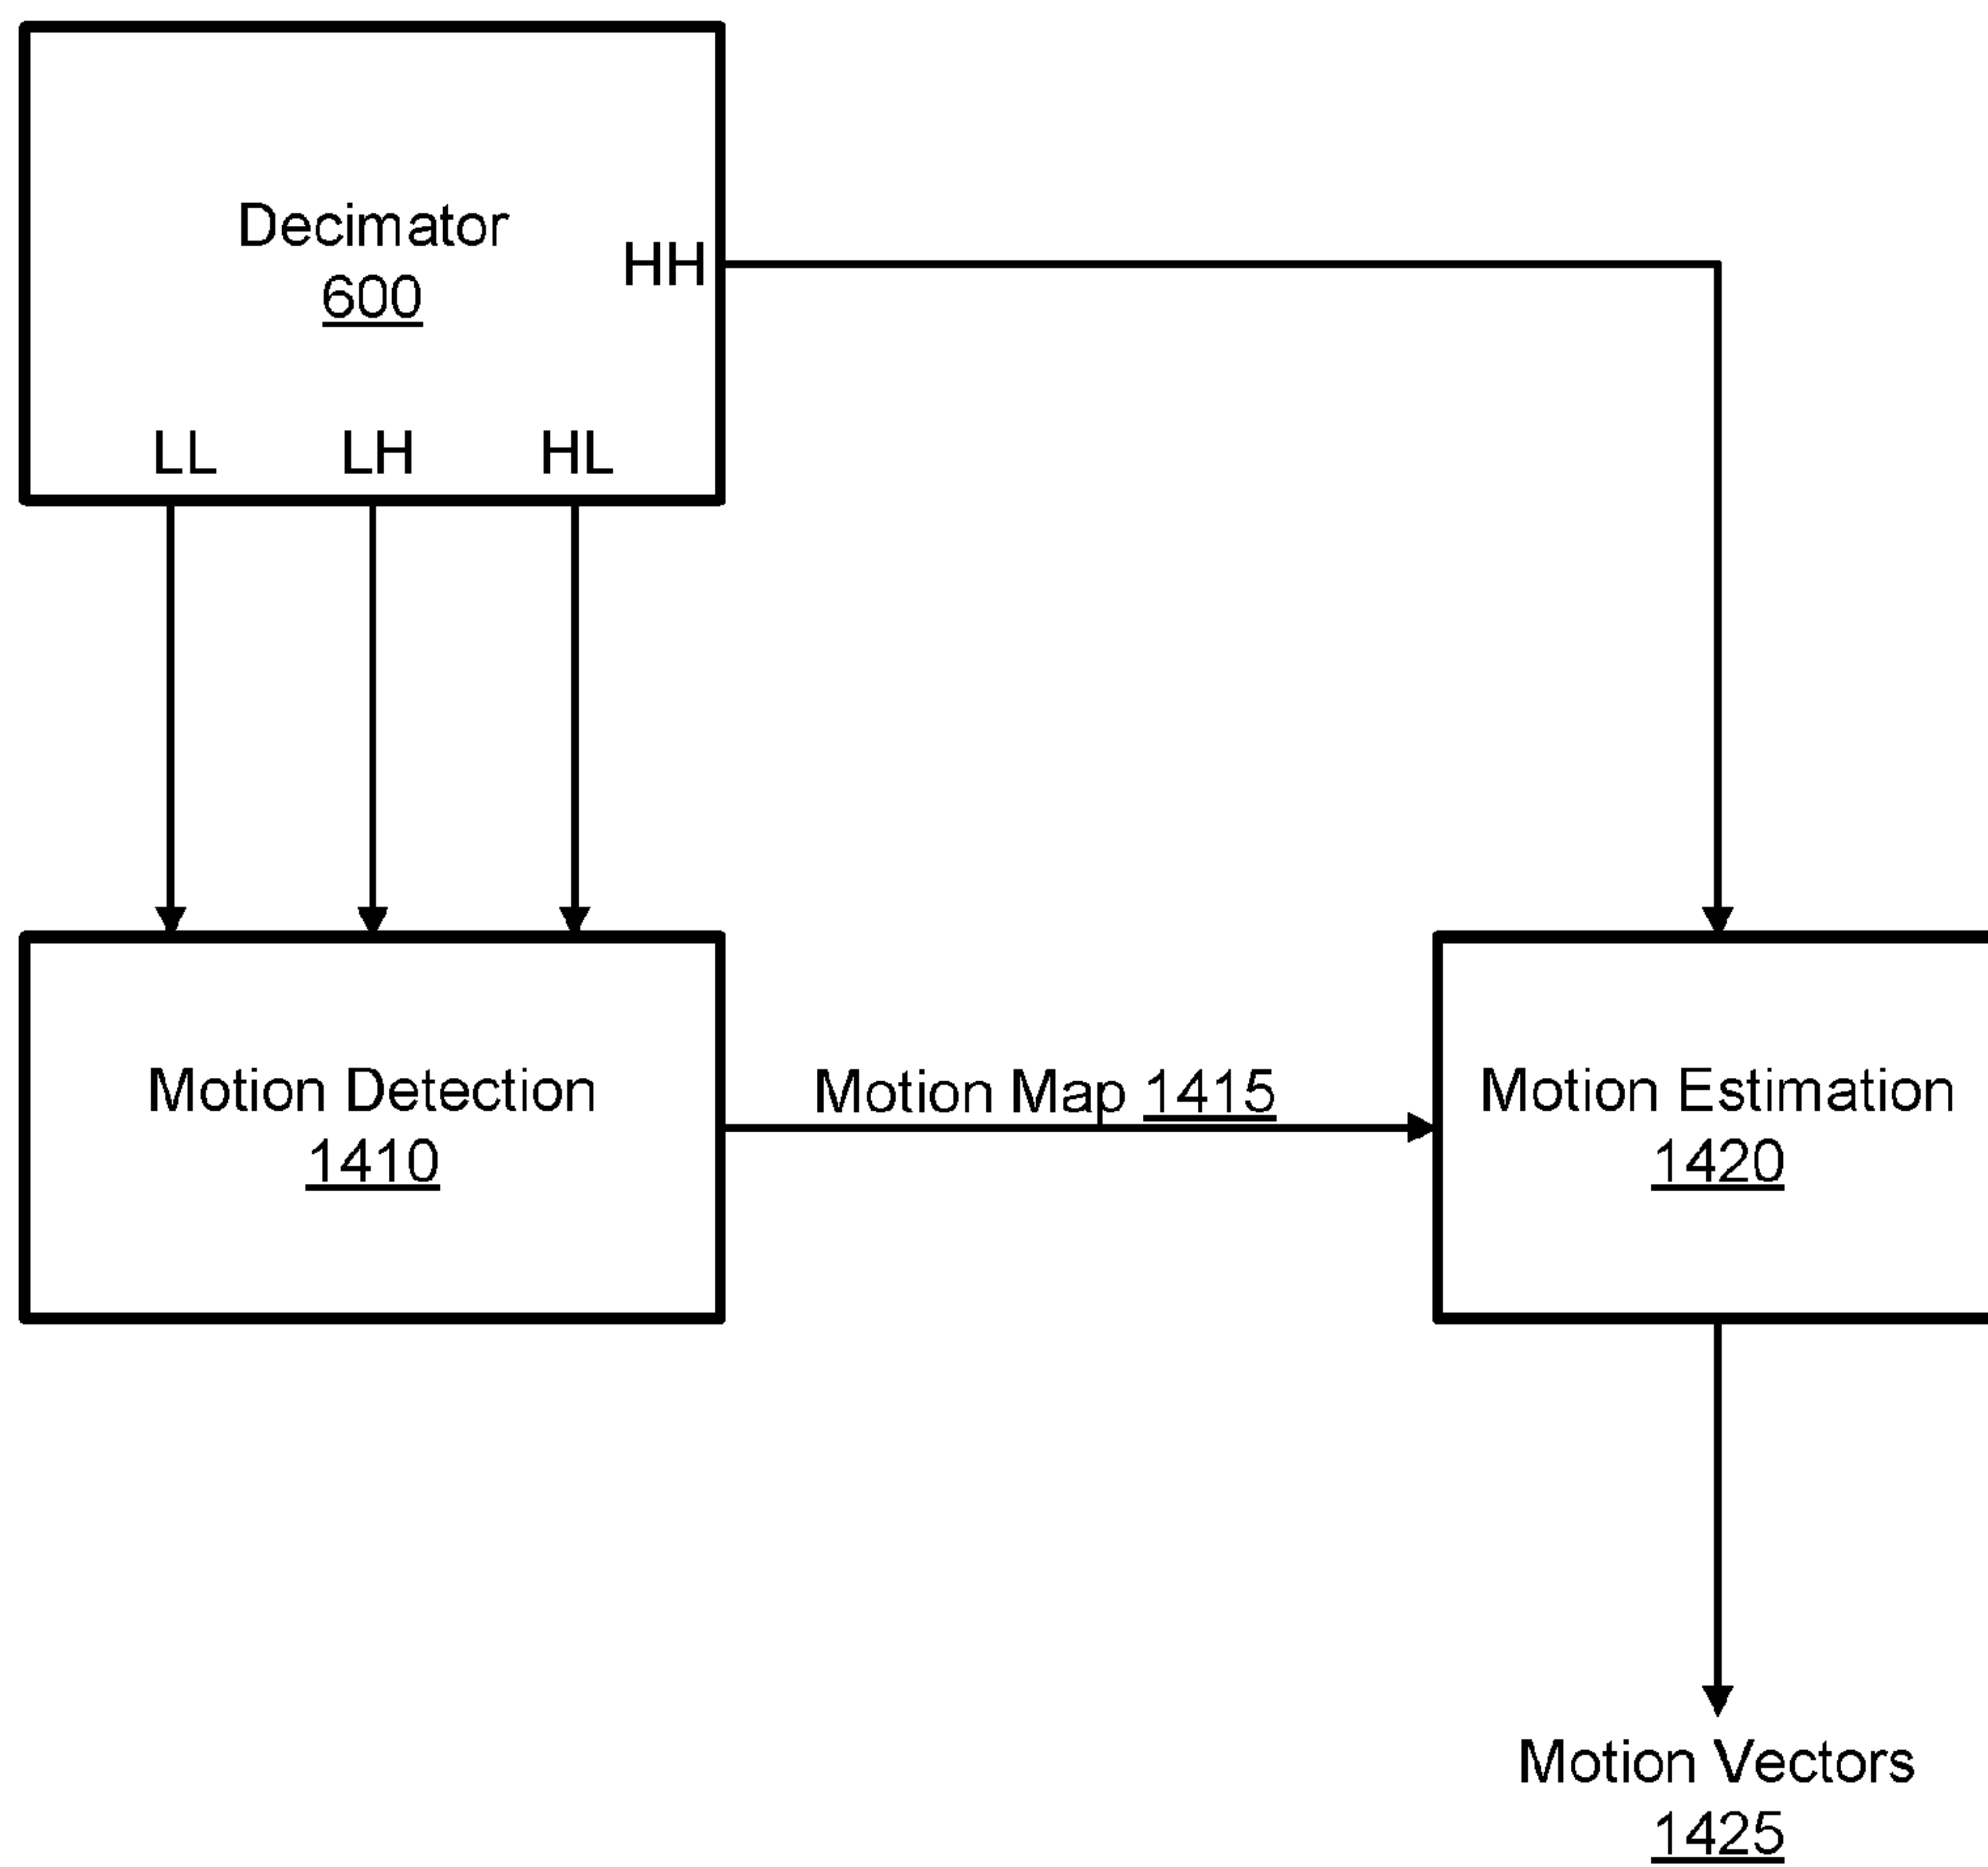 Decimator
600
HH
LL LH HL
Motion Detection
1410
Motion Map 1415
Motion Estimation
1420
Motion Vectors
1425